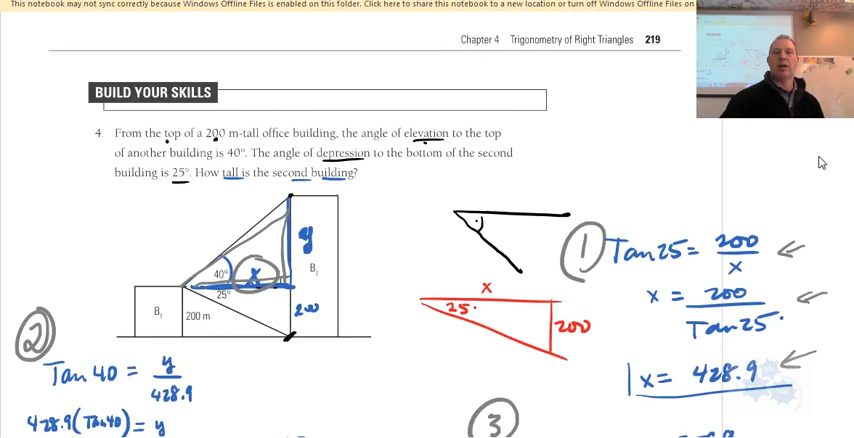 This notebook may not sync correctly because Windows Offline Files is enabled on this folder. Click here to share this notebook to a new location or turn off Windows Offline Files on
Chapter 4 Trigonometry of Right Triangles 219
BUILD YOUR SKILLS
4. From the top of a 200 m-tall office building, the angle of elevation to the top
of another building is 40°. The angle of depression to the bottom of the second
building is 25°. How tall is the second building?
y
40°
x
B₂
25°
200
B₁
200 m
x
25°
200
1
Tan 25 = 200/x
x = 200/Tan 25°
x = 428.9
2
Tan 40 = y/428.9
428.9(Tan 40) = y
3